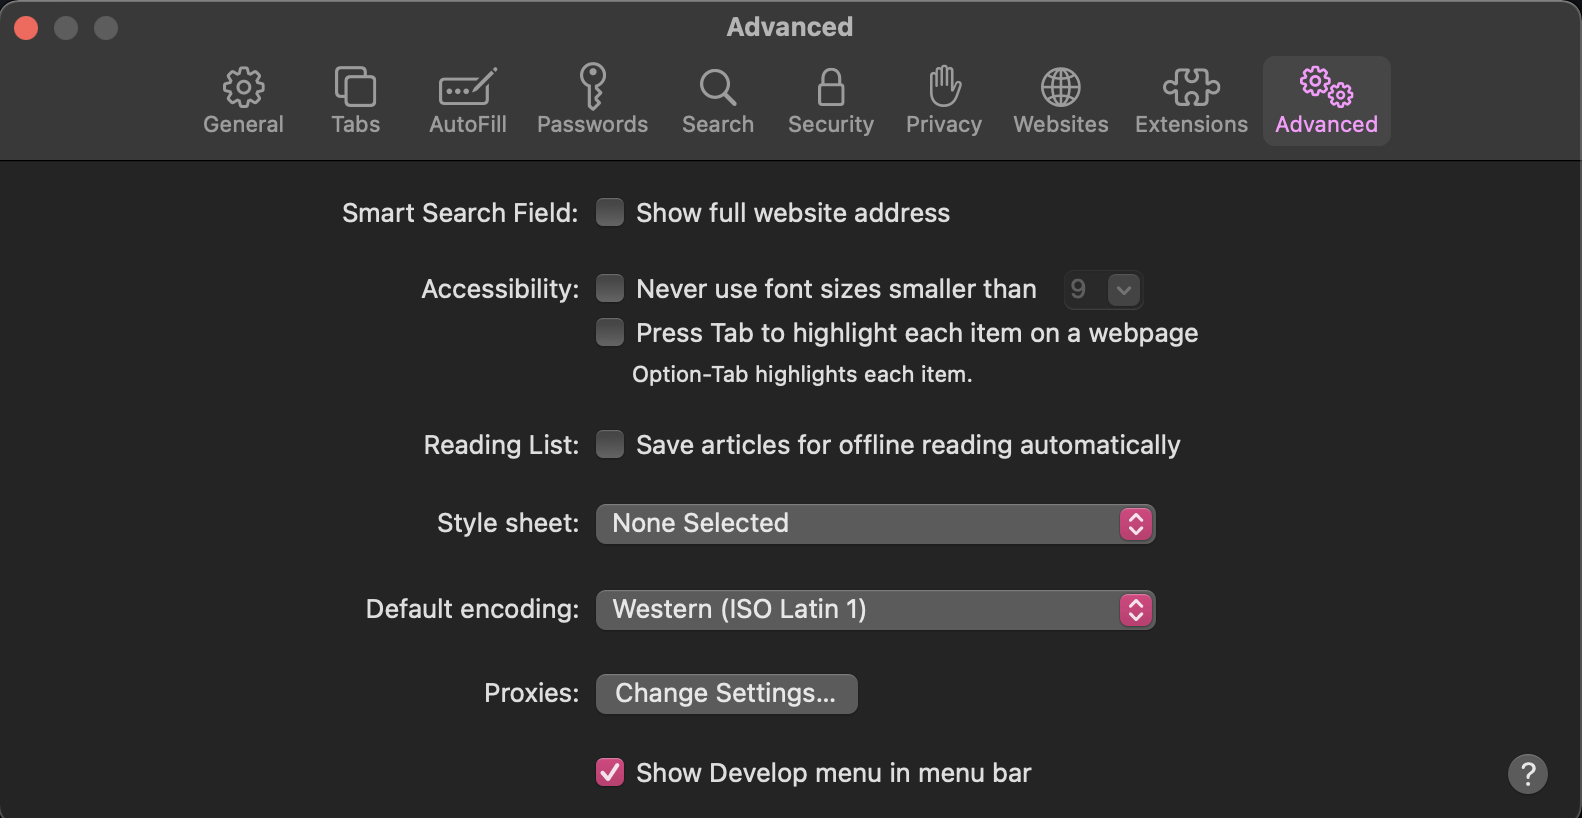 Advanced
General Tabs AutoFill Passwords Search Security Privacy Websites Extensions Advanced
Smart Search Field: Show full website address
Accessibility: Never use font sizes smaller than 9
Press Tab to highlight each item on a webpage
Option-Tab highlights each item.
Reading List: Save articles for offline reading automatically
Style sheet: None Selected
Default encoding: Western (ISO Latin 1)
Proxies: Change Settings...
Show Develop menu in menu bar
?